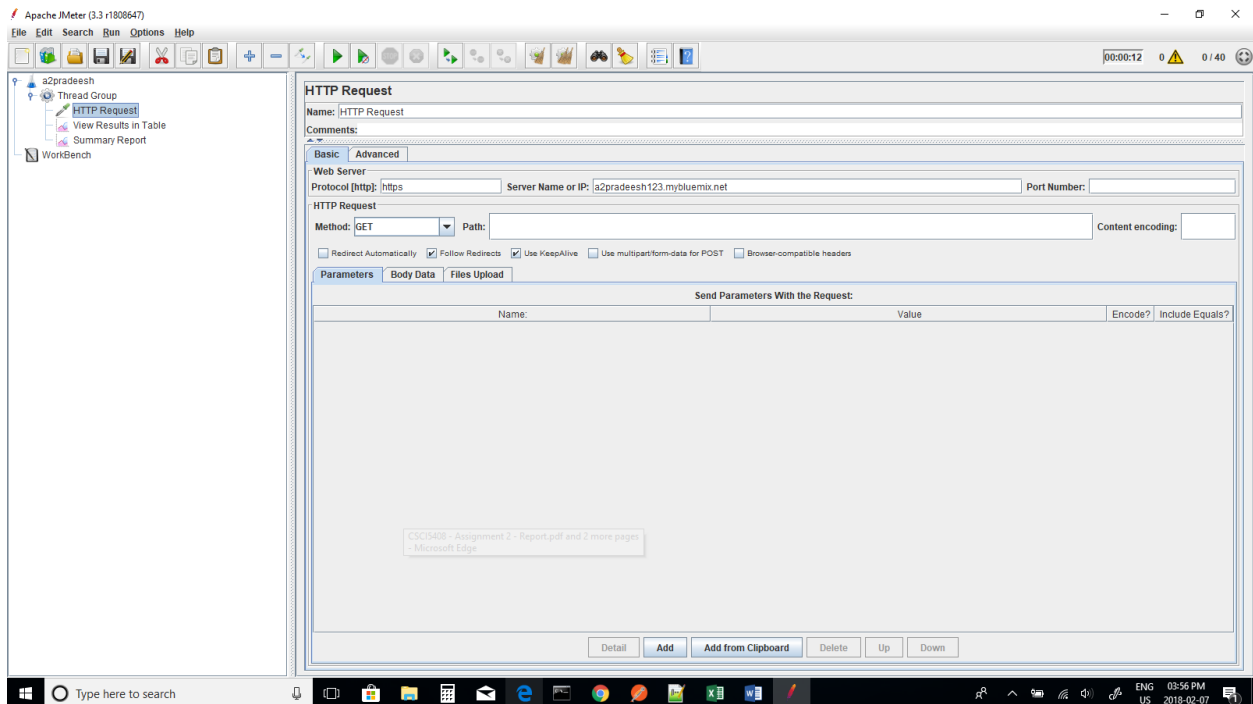 Apache JMeter (3.3 r1808647)
File Edit Search Run Options Help
00:00:12 0 0 / 40
a2pradeesh
Thread Group
HTTP Request
View Results in Table
Summary Report
WorkBench
HTTP Request
Name: HTTP Request
Comments:
Basic Advanced
Web Server
Protocol [http]: https Server Name or IP: a2pradeesh123.mybluemix.net Port Number:
HTTP Request
Method: GET Path: Content encoding:
Redirect Automatically Follow Redirects Use KeepAlive Use multipart/form-data for POST Browser-compatible headers
Parameters Body Data Files Upload
Send Parameters With the Request:
Name: Value Encode? Include Equals?
CSCI5408 - Assignment 2 - Report.pdf and 2 more pages
- Microsoft Edge
Detail Add Add from Clipboard Delete Up Down
Type here to search
ENG 03:56 PM
US 2018-02-07